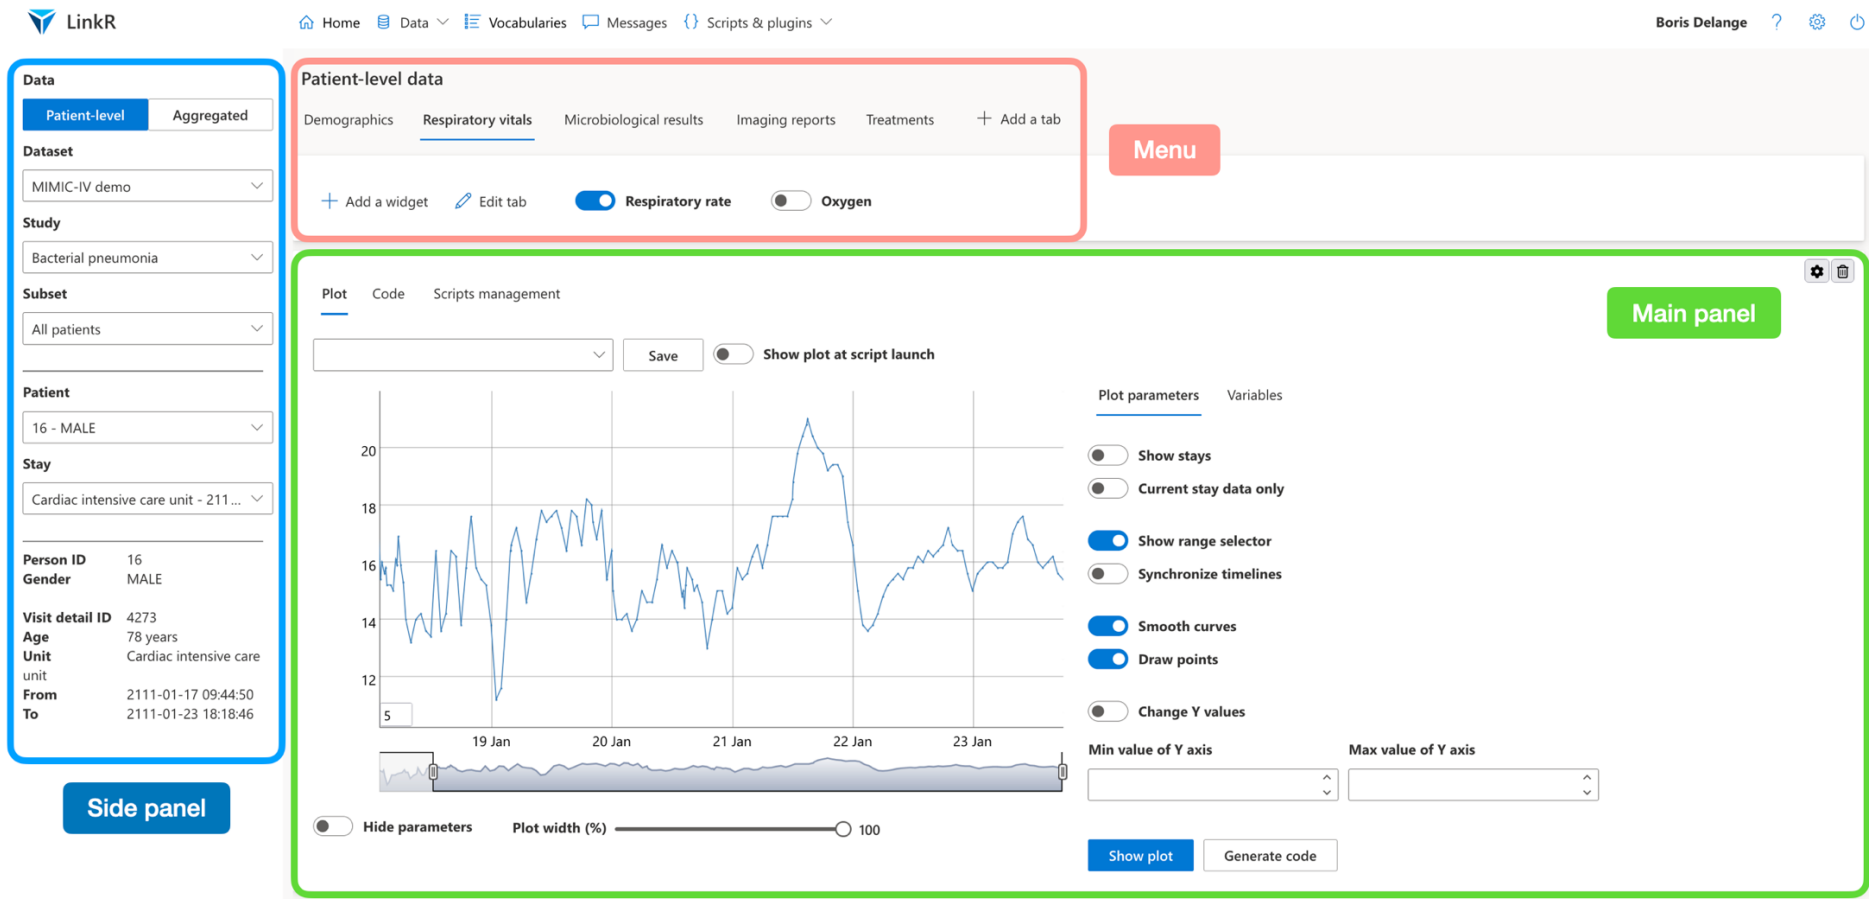 LinkR
Home Data Vocabularies Messages Scripts & plugins
Boris Delange
Data
Patient-level Aggregated
Dataset
MIMIC-IV demo
Study
Bacterial pneumonia
Subset
All patients
Patient
16 - MALE
Stay
Cardiac intensive care unit - 211...
Person ID 16
Gender MALE
Visit detail ID 4273
Age 78 years
Unit Cardiac intensive care
unit
From 2111-01-17 09:44:50
To 2111-01-23 18:18:46
Side panel
Patient-level data
Demographics Respiratory vitals Microbiological results Imaging reports Treatments + Add a tab
Menu
+ Add a widget Edit tab Respiratory rate Oxygen
Main panel
Plot Code Scripts management
Save Show plot at script launch
20
18
16
14
12
5
19 Jan 20 Jan 21 Jan 22 Jan 23 Jan
Hide parameters Plot width (%) 100
Plot parameters Variables
Show stays
Current stay data only
Show range selector
Synchronize timelines
Smooth curves
Draw points
Change Y values
Min value of Y axis Max value of Y axis
Show plot Generate code